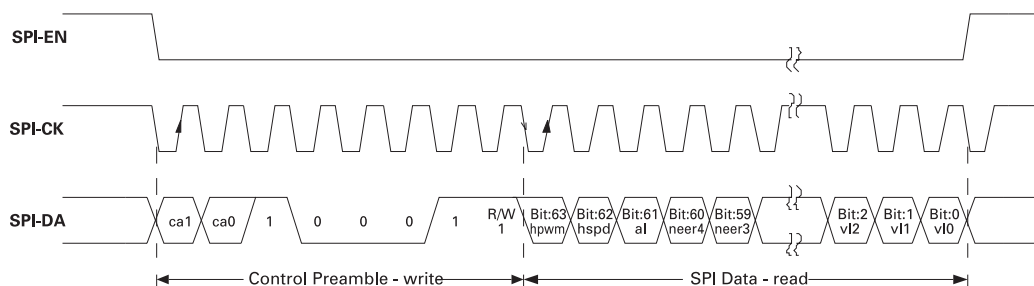 SPI-EN
SPI-CK
SPI-DA
ca1 ca0 1 0 0 0 1 R/W 1 Bit:63 hpwm Bit:62 hspd Bit:61 al Bit:60 neer4 Bit:59 neer3 Bit:2 vl2 Bit:1 vl1 Bit:0 vl0
Control Preamble - write SPI Data - read